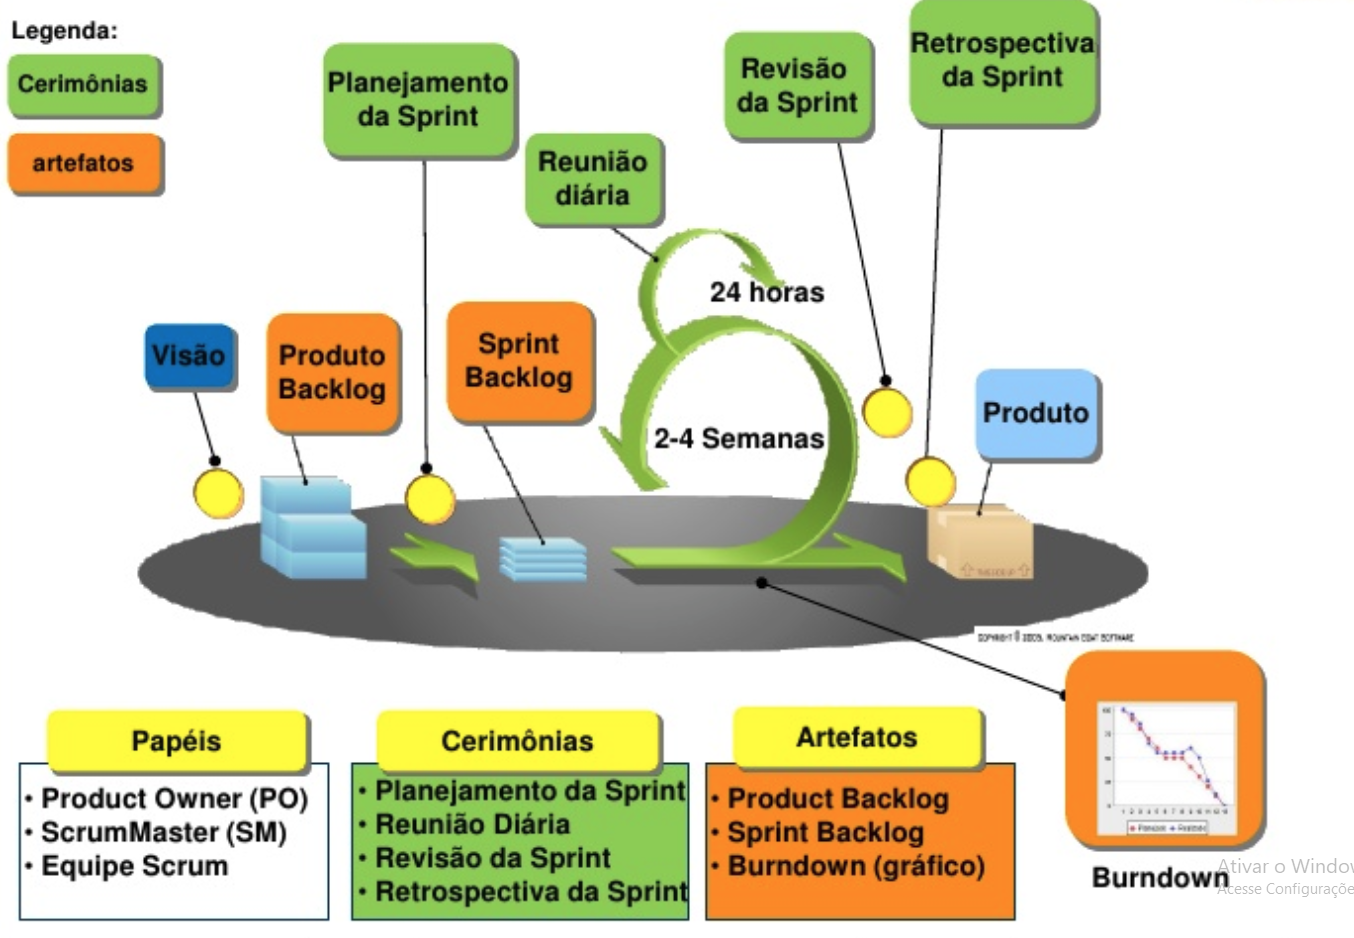 Legenda:
Cerimônias
artefatos
Planejamento
da Sprint
Reunião
diária
Revisão
da Sprint
Retrospectiva
da Sprint
24 horas
Visão
Produto
Backlog
Sprint
Backlog
2-4 Semanas
Produto
COPYRIGHT © 2005, MOUNTAIN GOAT SOFTWARE
Papéis
• Product Owner (PO)
• ScrumMaster (SM)
• Equipe Scrum
Cerimônias
• Planejamento da Sprint
• Reunião Diária
• Revisão da Sprint
• Retrospectiva da Sprint
Artefatos
• Product Backlog
• Sprint Backlog
• Burndown (gráfico)
Burndown
Ativar o Window
Acesse Configuraçõe